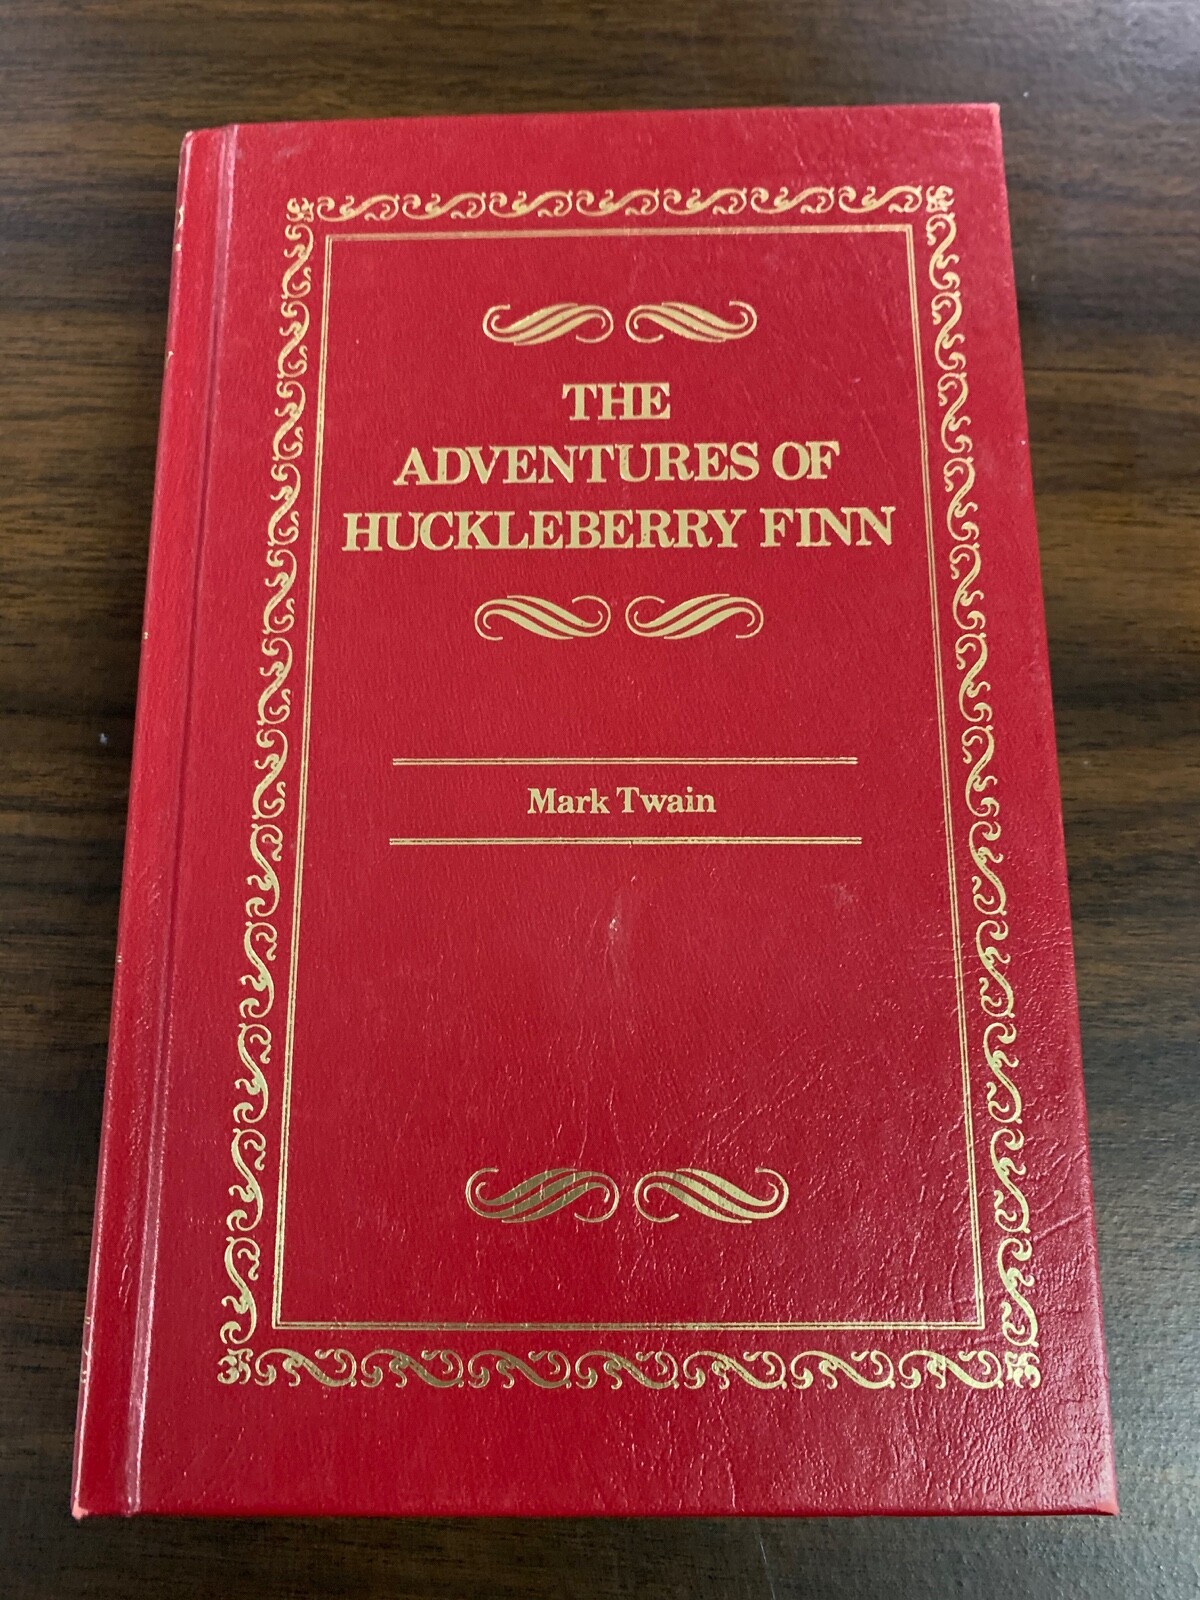 THE
ADVENTURES OF
HUCKLEBERRY FINN
Mark Twain